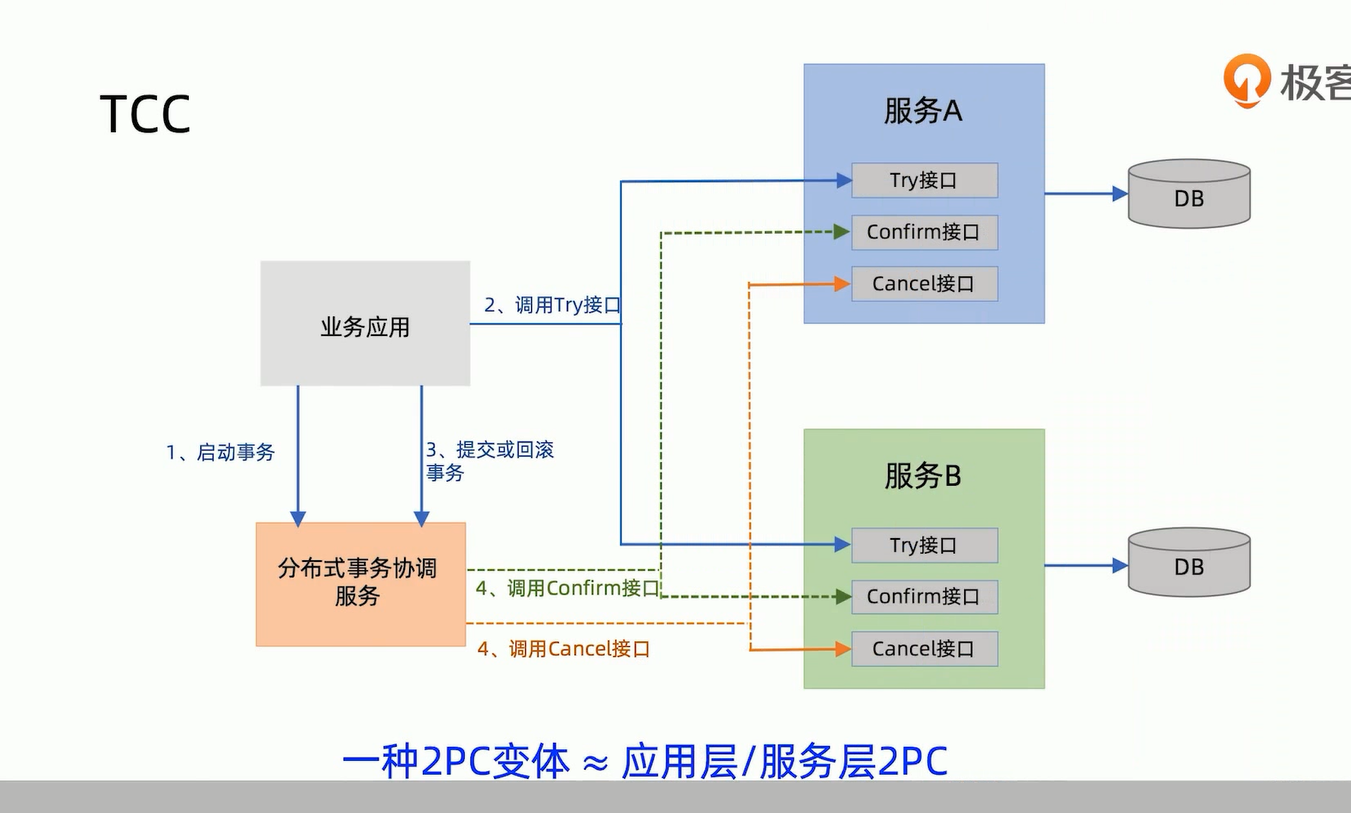 TCC
极客
服务A
Try接口
Confirm接口
Cancel接口
DB
业务应用
2、调用Try接口
1、启动事务
3、提交或回滚
事务
分布式事务协调
服务
4、调用Confirm接口
4、调用Cancel接口
服务B
Try接口
Confirm接口
Cancel接口
DB
一种2PC变体 ≈ 应用层/服务层2PC